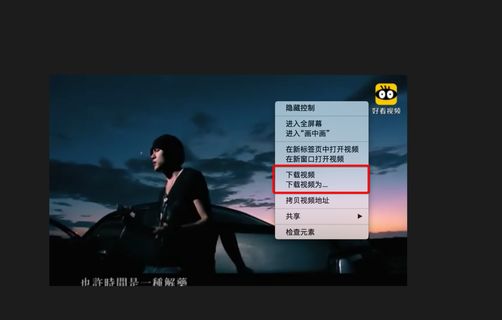 隐藏控制
好看视频
进入全屏幕
进入“画中画”
在新标签页中打开视频
在新窗口打开视频
下载视频
下载视频为...
拷贝视频地址
共享
检查元素
也許時間是一種解藥